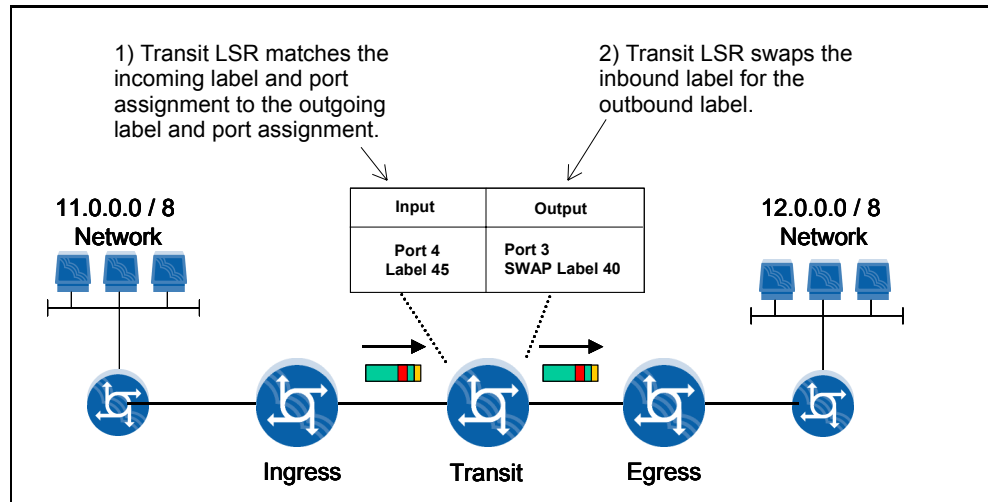 1) Transit LSR matches the
incoming label and port
assignment to the outgoing
label and port assignment.
2) Transit LSR swaps the
inbound label for the
outbound label.
Input
Output
Port 4
Label 45
Port 3
SWAP Label 40
11.0.0.0 / 8
Network
12.0.0.0 / 8
Network
Ingress
Transit
Egress